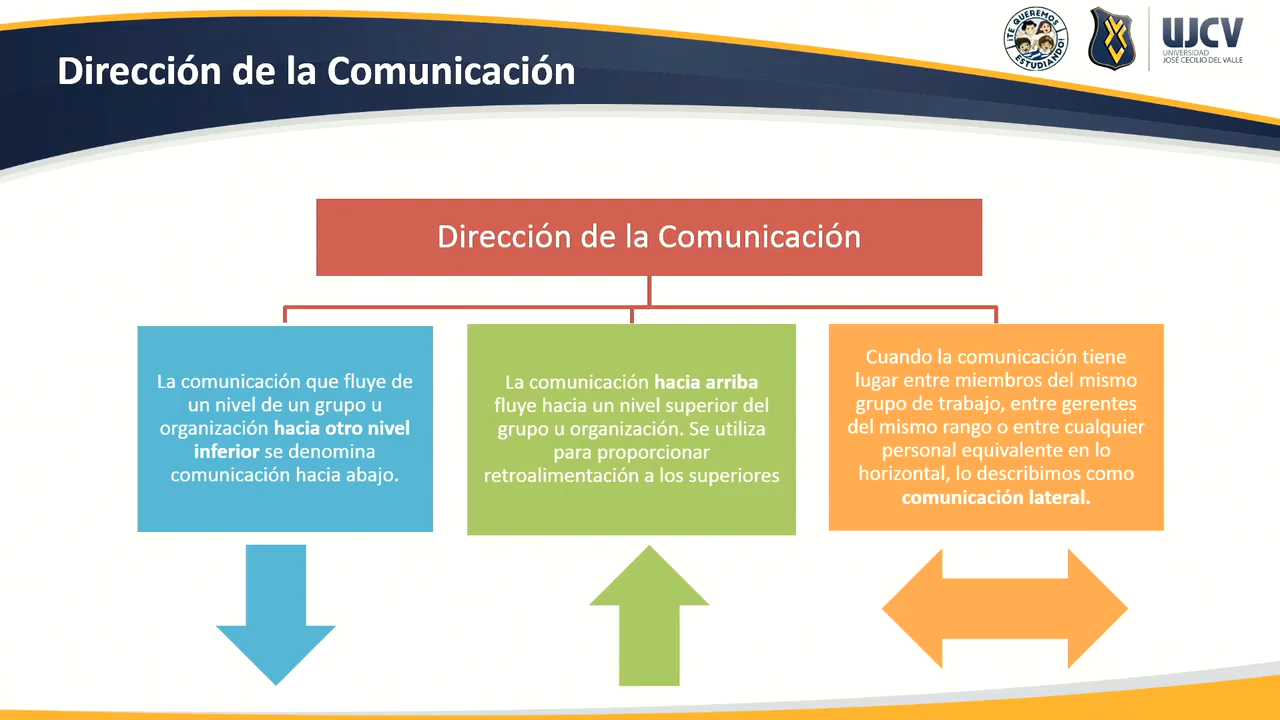 Dirección de la Comunicación
¡TE QUEREMOS
ESTUDIANDO!
UJCV
UNIVERSIDAD
JOSÉ CECILIO DEL VALLE
Dirección de la Comunicación
La comunicación que fluye de
un nivel de un grupo u
organización hacia otro nivel
inferior se denomina
comunicación hacia abajo.
La comunicación hacia arriba
fluye hacia un nivel superior del
grupo u organización. Se utiliza
para proporcionar
retroalimentación a los superiores
Cuando la comunicación tiene
lugar entre miembros del mismo
grupo de trabajo, entre gerentes
del mismo rango o entre cualquier
personal equivalente en lo
horizontal, lo describimos como
comunicación lateral.